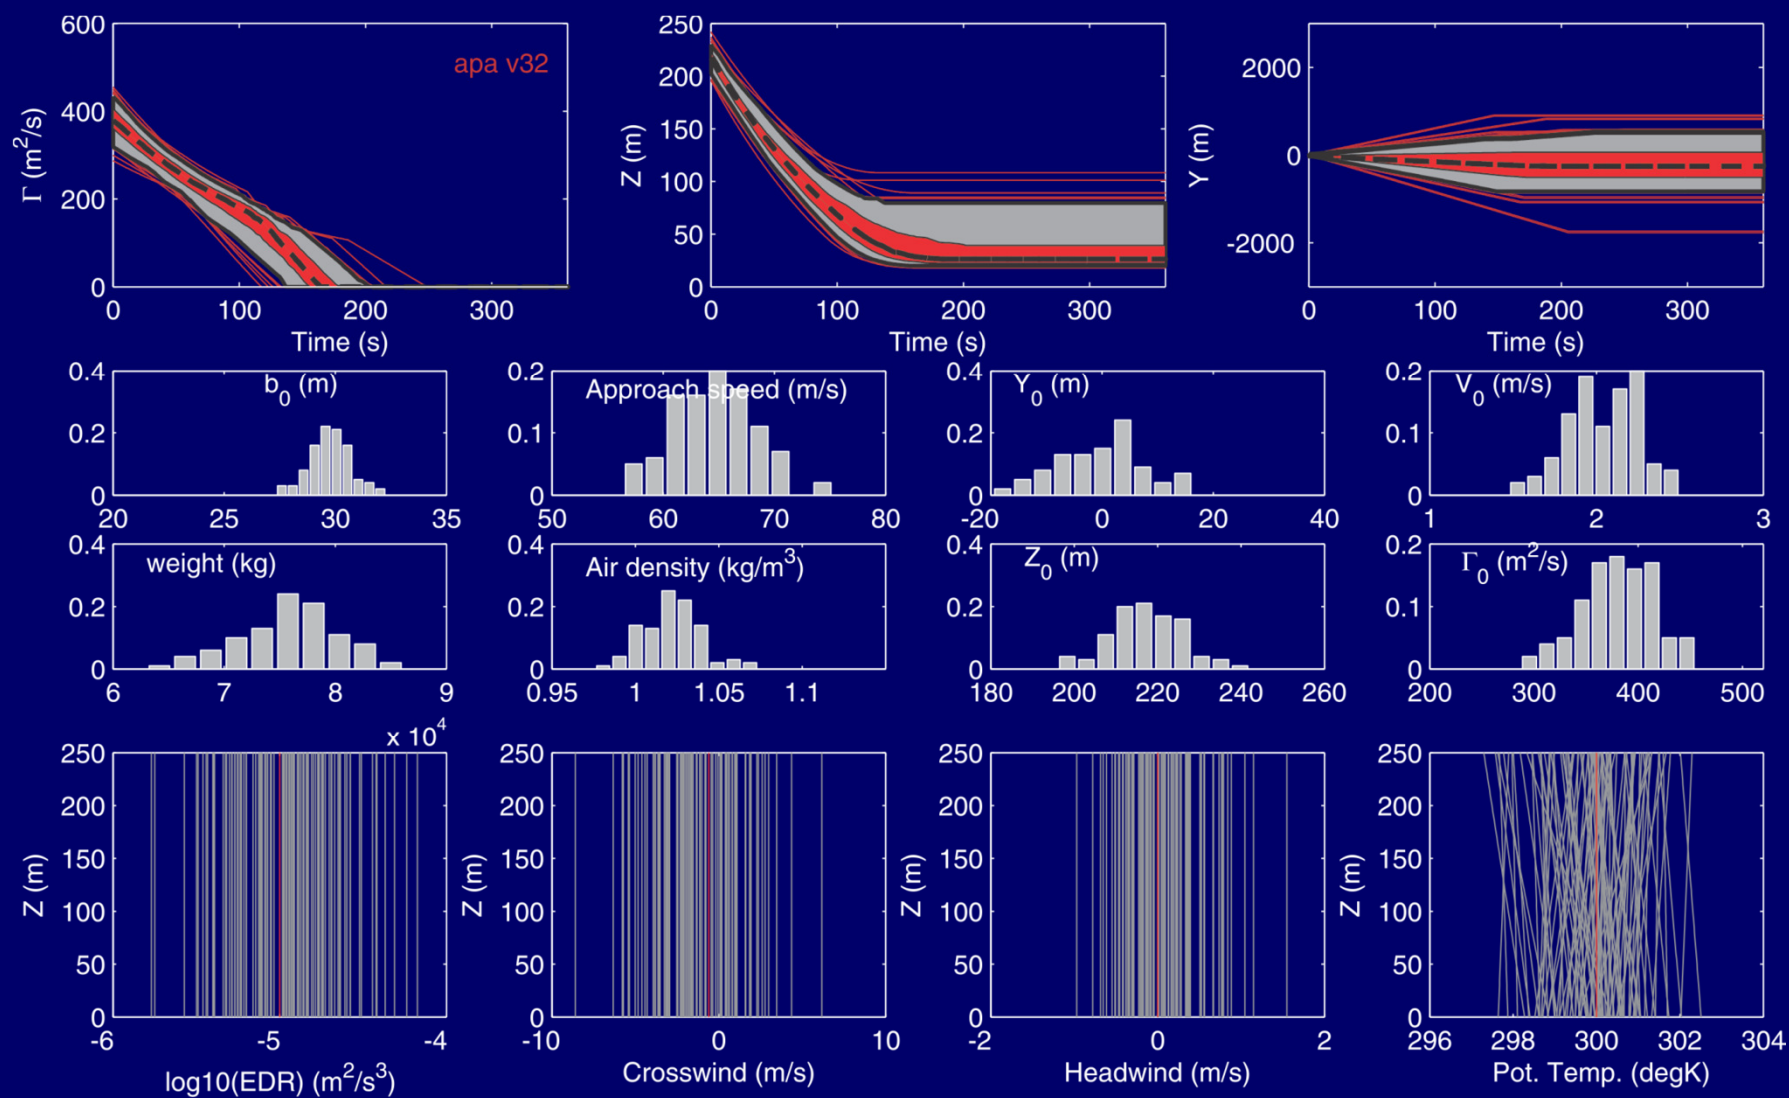 600
400
200
0
Γ (m²/s)
apa v32
0 100 200 300
Time (s)
250
200
150
100
50
0
Z (m)
0 100 200 300
Time (s)
2000
0
-2000
Y (m)
0 100 200 300
Time (s)
0.4
0.2
0
b₀ (m)
20 25 30 35
0.2
0.1
0
Approach speed (m/s)
50 60 70 80
0.4
0.2
0
Y₀ (m)
-20 0 20 40
0.2
0.1
0
V₀ (m/s)
1 2 3
0.4
0.2
0
weight (kg)
6 7 8 9
x 10⁴
0.4
0.2
0
Air density (kg/m³)
0.95 1 1.05 1.1
0.4
0.2
0
Z₀ (m)
180 200 220 240 260
0.2
0.1
0
Γ₀ (m²/s)
200 300 400 500
250
200
150
100
50
0
Z (m)
-6 -5 -4
log10(EDR) (m²/s³)
250
200
150
100
50
0
Z (m)
-10 0 10
Crosswind (m/s)
250
200
150
100
50
0
Z (m)
-2 0 2
Headwind (m/s)
250
200
150
100
50
0
Z (m)
296 298 300 302 304
Pot. Temp. (degK)